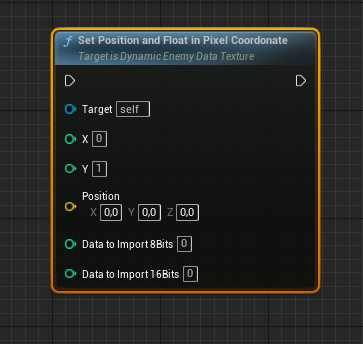 f Set Position and Float in Pixel Coordonate
Target is Dynamic Enemy Data Texture
Target self
X 0
Y 1
Position
X 0,0 Y 0,0 Z 0,0
Data to Import 8Bits 0
Data to Import 16Bits 0